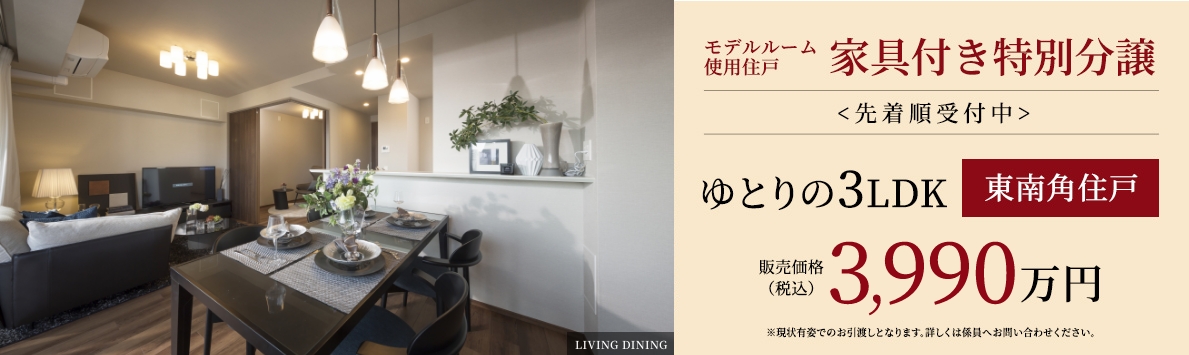 モデルルーム
使用住戸
家具付き特別分譲
<先着順受付中>
ゆとりの3LDK
東南角住戸
販売価格
（税込）
3,990万円
※現状有姿でのお引渡しとなります。詳しくは係員へお問い合わせください。
LIVING DINING